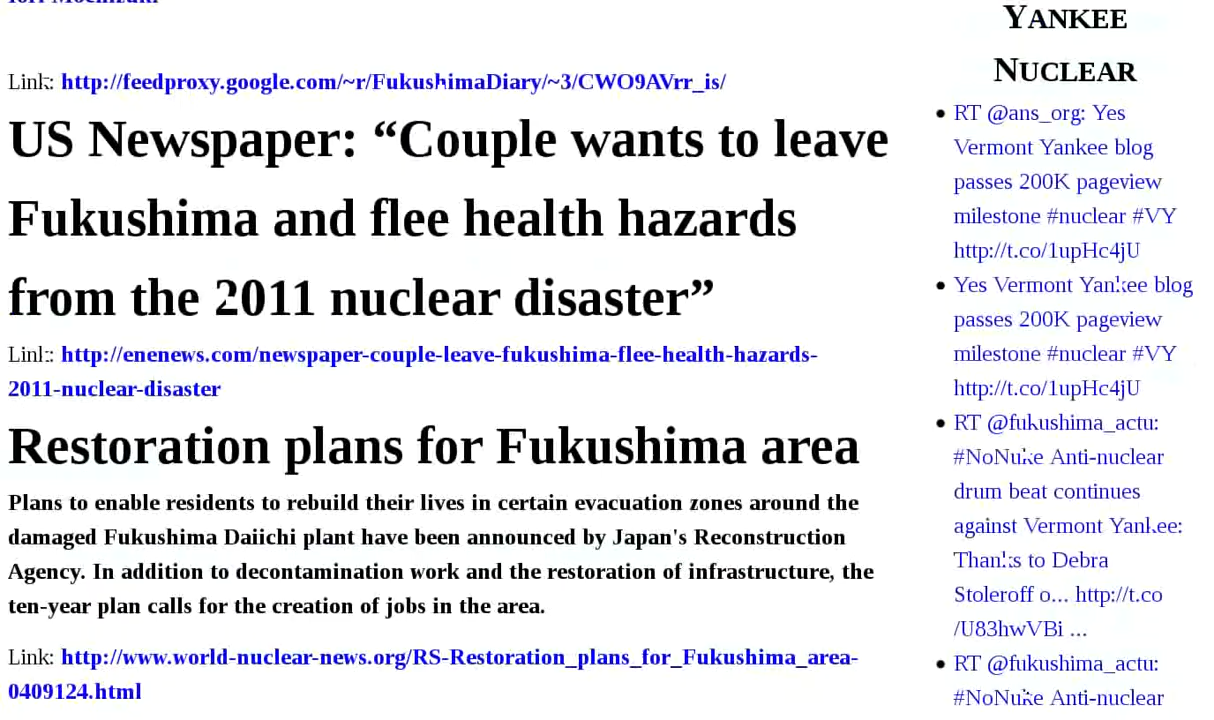 Link: http://feedproxy.google.com/~r/FukushimaDiary/~3/CWO9AVrr_is/
US Newspaper: “Couple wants to leave
Fukushima and flee health hazards
from the 2011 nuclear disaster”
Link: http://enenews.com/newspaper-couple-leave-fukushima-flee-health-hazards-
2011-nuclear-disaster
Restoration plans for Fukushima area
Plans to enable residents to rebuild their lives in certain evacuation zones around the
damaged Fukushima Daiichi plant have been announced by Japan's Reconstruction
Agency. In addition to decontamination work and the restoration of infrastructure, the
ten-year plan calls for the creation of jobs in the area.
Link: http://www.world-nuclear-news.org/RS-Restoration_plans_for_Fukushima_area-
0409124.html
YANKEE
NUCLEAR
RT @ans_org: Yes
Vermont Yankee blog
passes 200K pageview
milestone #nuclear #VY
http://t.co/1upHc4jU
Yes Vermont Yankee blog
passes 200K pageview
milestone #nuclear #VY
http://t.co/1upHc4jU
RT @fukushima_actu:
#NoNuke Anti-nuclear
drum beat continues
against Vermont Yankee:
Thanks to Debra
Stoleroff o... http://t.co
/U83hwVBi ...
RT @fukushima_actu:
#NoNuke Anti-nuclear